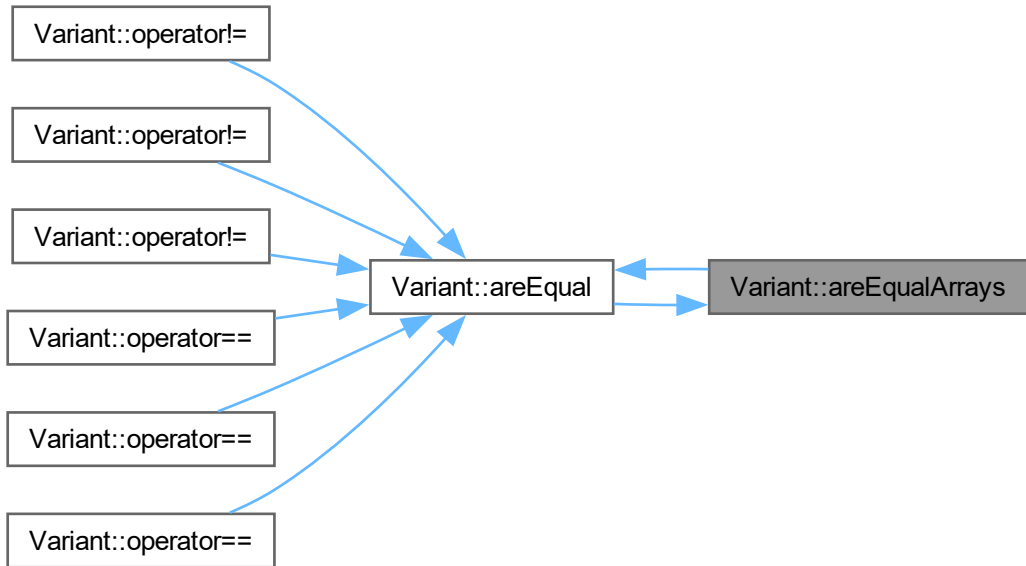 Variant::operator!=
Variant::operator!=
Variant::operator!=
Variant::areEqual
Variant::areEqualArrays
Variant::operator==
Variant::operator==
Variant::operator==